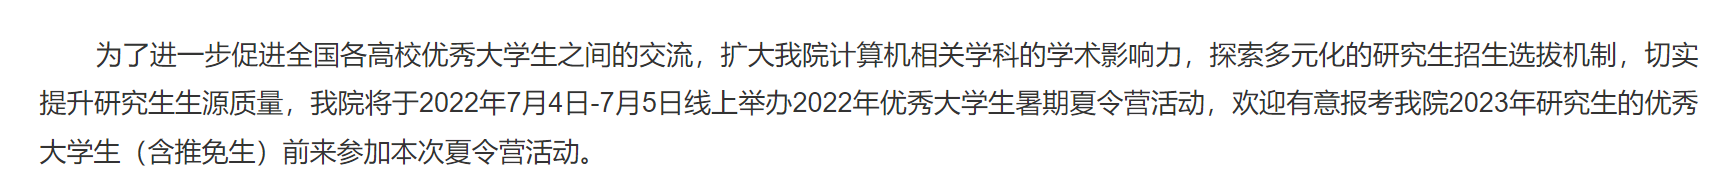 为了进一步促进全国各高校优秀大学生之间的交流，扩大我院计算机相关学科的学术影响力，探索多元化的研究生招生选拔机制，切实
提升研究生生源质量，我院将于2022年7月4日-7月5日线上举办2022年优秀大学生暑期夏令营活动，欢迎有意报考我院2023年研究生的优秀
大学生（含推免生）前来参加本次夏令营活动。